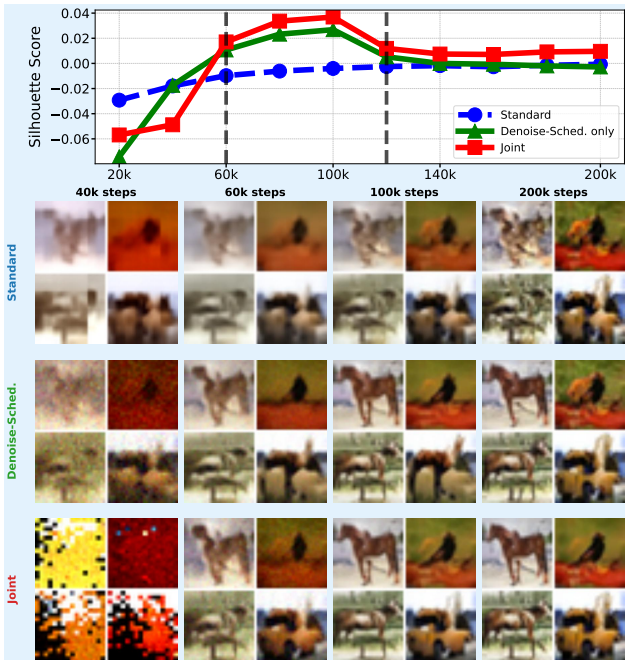 0.04
0.02
0.00
−0.02
−0.04
−0.06
Silhouette Score
Standard
Denoise-Sched. only
Joint
20k 60k 100k 140k 200k
40k steps 60k steps 100k steps 200k steps
Standard
Denoise-Sched.
Joint